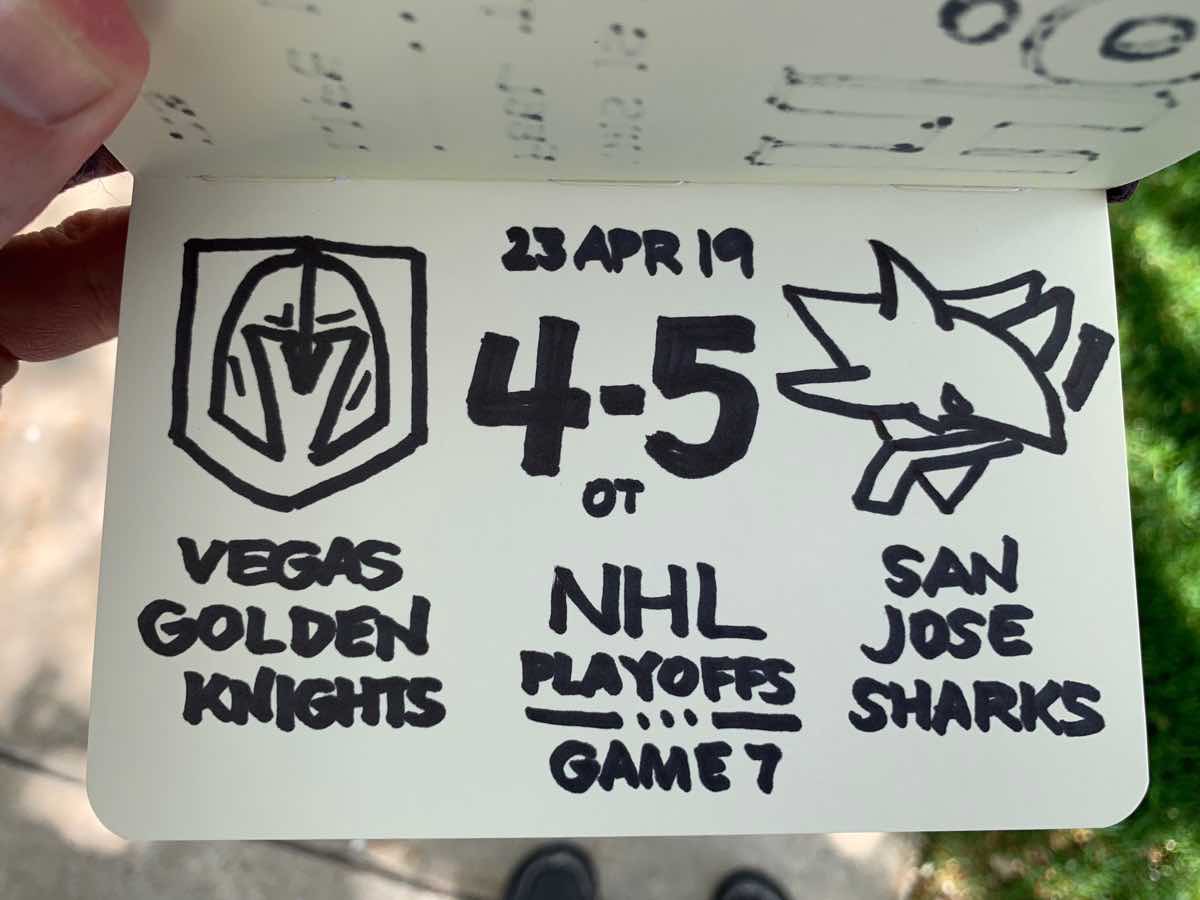 23 APR 19
4-5
OT
VEGAS
GOLDEN
KNIGHTS
NHL
PLAYOFFS
GAME 7
SAN
JOSE
SHARKS